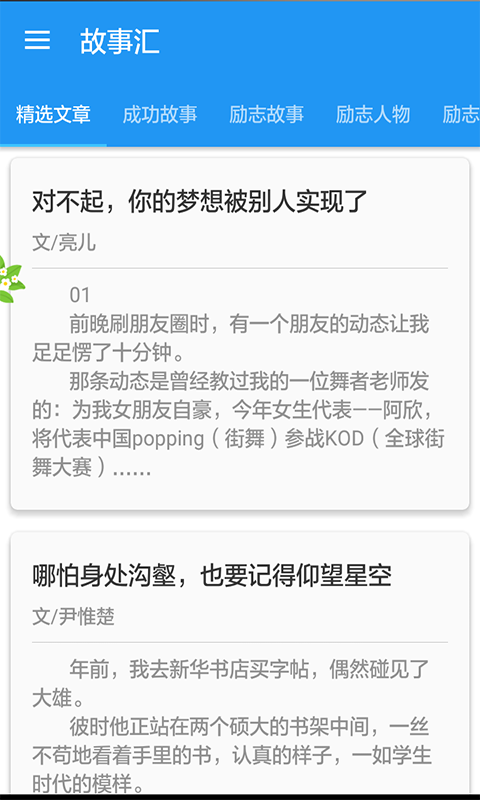 故事汇
精选文章 成功故事 励志故事 励志人物 励志
对不起，你的梦想被别人实现了
文/亮儿
01
前晚刷朋友圈时，有一个朋友的动态让我
足足愣了十分钟。
那条动态是曾经教过我的一位舞者老师发
的：为我女朋友自豪，今年女生代表——阿欣，
将代表中国popping（街舞）参战KOD（全球街
舞大赛）......
哪怕身处沟壑，也要记得仰望星空
文/尹惟楚
年前，我去新华书店买字帖，偶然碰见了
大雄。
彼时他正站在两个硕大的书架中间，一丝
不苟地看着手里的书，认真的样子，一如学生
时代的模样。